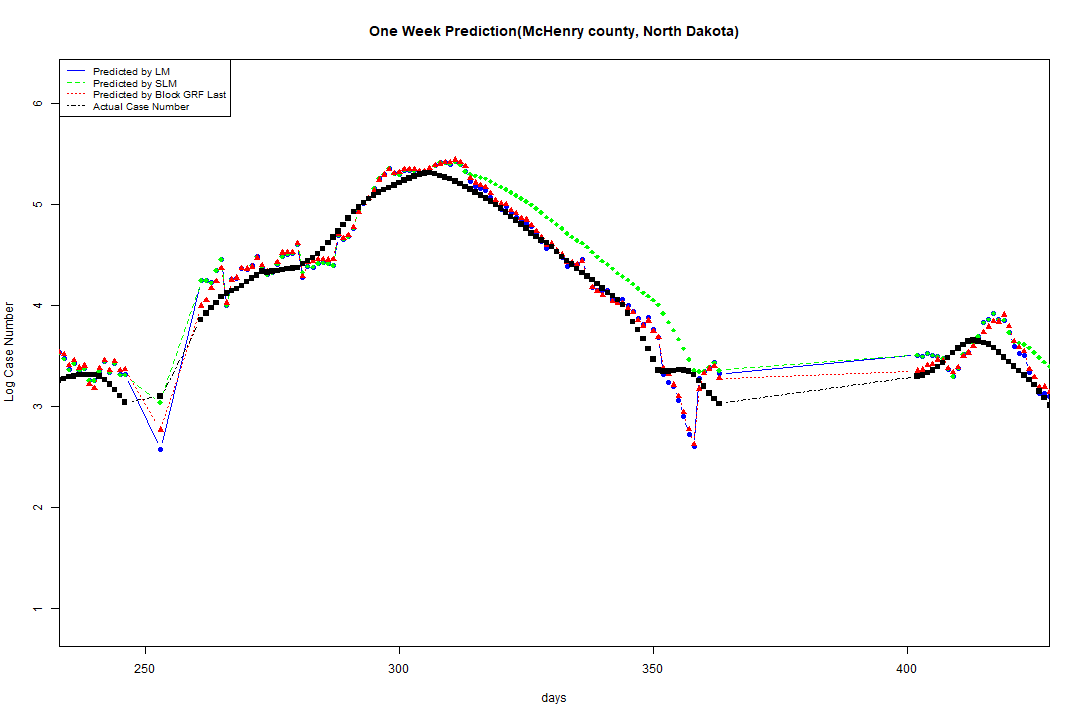 One Week Prediction(McHenry county, North Dakota)
Predicted by LM
Predicted by SLM
Predicted by Block GRF Last
Actual Case Number
6
5
4
3
2
1
Log Case Number
250 300 350 400
days